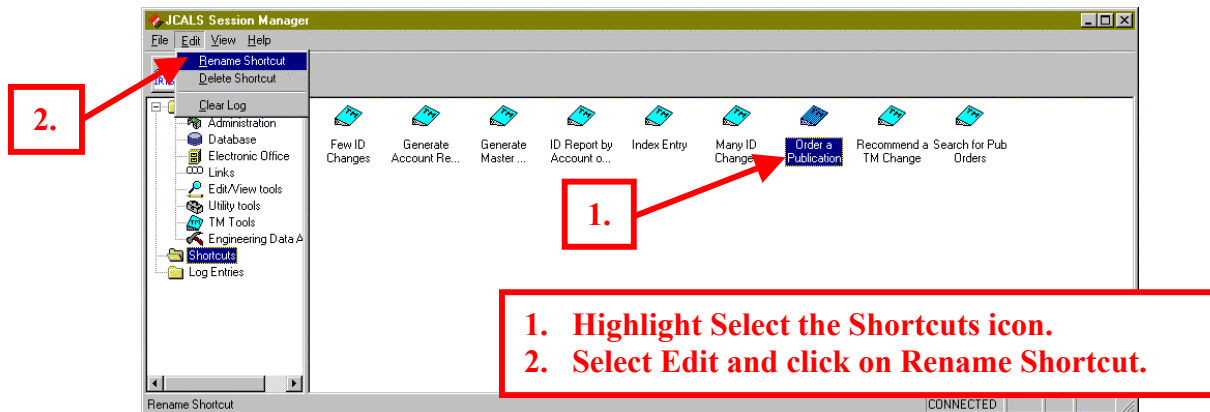 JCALS Session Manager
File Edit View Help
Rename Shortcut
Delete Shortcut
Clear Log
2.
Administration
Database
Electronic Office
Links
Edit/View tools
Utility tools
TM Tools
Engineering Data A
Shortcuts
Log Entries
Few ID Generate Generate ID Report by Index Entry Many ID Order a Recommend a Search for Pub
Changes Account Re... Master ... Account o... Change Publication TM Change Orders
1.
1. Highlight Select the Shortcuts icon.
2. Select Edit and click on Rename Shortcut.
Rename Shortcut CONNECTED